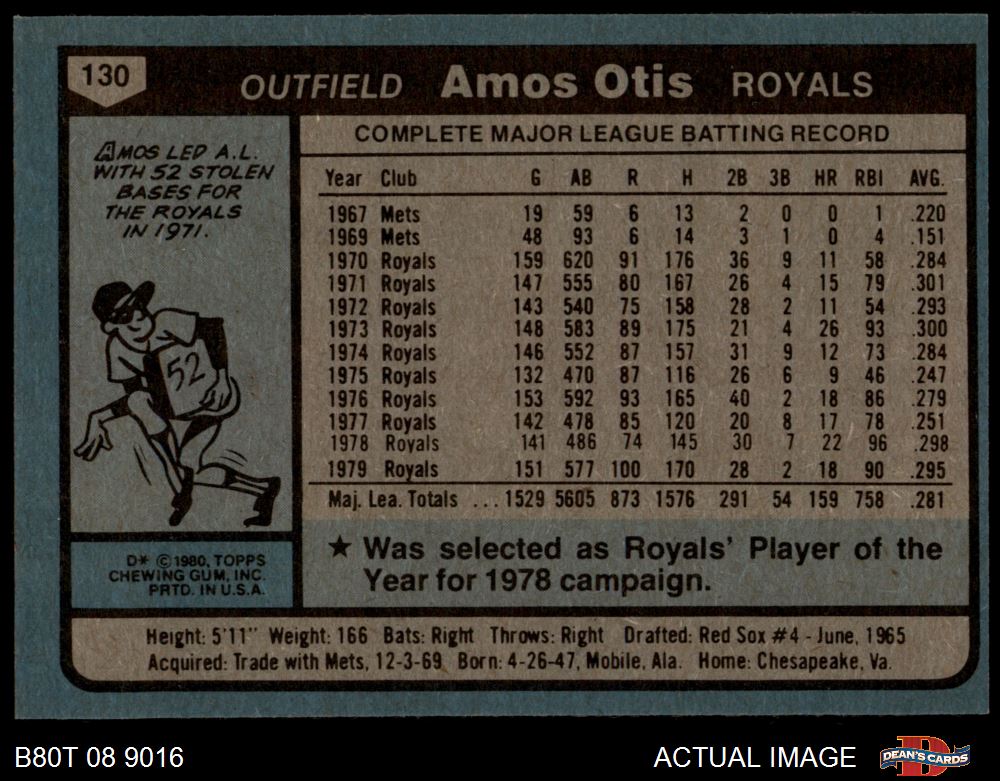 130
OUTFIELD Amos Otis ROYALS
AMOS LED A.L.
WITH 52 STOLEN
BASES FOR
THE ROYALS
IN 1971.
52
D* © 1980, TOPPS
CHEWING GUM, INC.
PRTD. IN U.S.A.
COMPLETE MAJOR LEAGUE BATTING RECORD
Year Club G AB R H 2B 3B HR RBI AVG.
1967 Mets 19 59 6 13 2 0 0 1 .220
1969 Mets 48 93 6 14 3 1 0 4 .151
1970 Royals 159 620 91 176 36 9 11 58 .284
1971 Royals 147 555 80 167 26 4 15 79 .301
1972 Royals 143 540 75 158 28 2 11 54 .293
1973 Royals 148 583 89 175 21 4 26 93 .300
1974 Royals 146 552 87 157 31 9 12 73 .284
1975 Royals 132 470 87 116 26 6 9 46 .247
1976 Royals 153 592 93 165 40 2 18 86 .279
1977 Royals 142 478 85 120 20 8 17 78 .251
1978 Royals 141 486 74 145 30 7 22 96 .298
1979 Royals 151 577 100 170 28 2 18 90 .295
Maj. Lea. Totals ... 1529 5605 873 1576 291 54 159 758 .281
★ Was selected as Royals' Player of the
Year for 1978 campaign.
Height: 5'11" Weight: 166 Bats: Right Throws: Right Drafted: Red Sox #4 - June, 1965
Acquired: Trade with Mets, 12-3-69 Born: 4-26-47, Mobile, Ala. Home: Chesapeake, Va.
B80T 08 9016 ACTUAL IMAGE DEAN'S CARDS